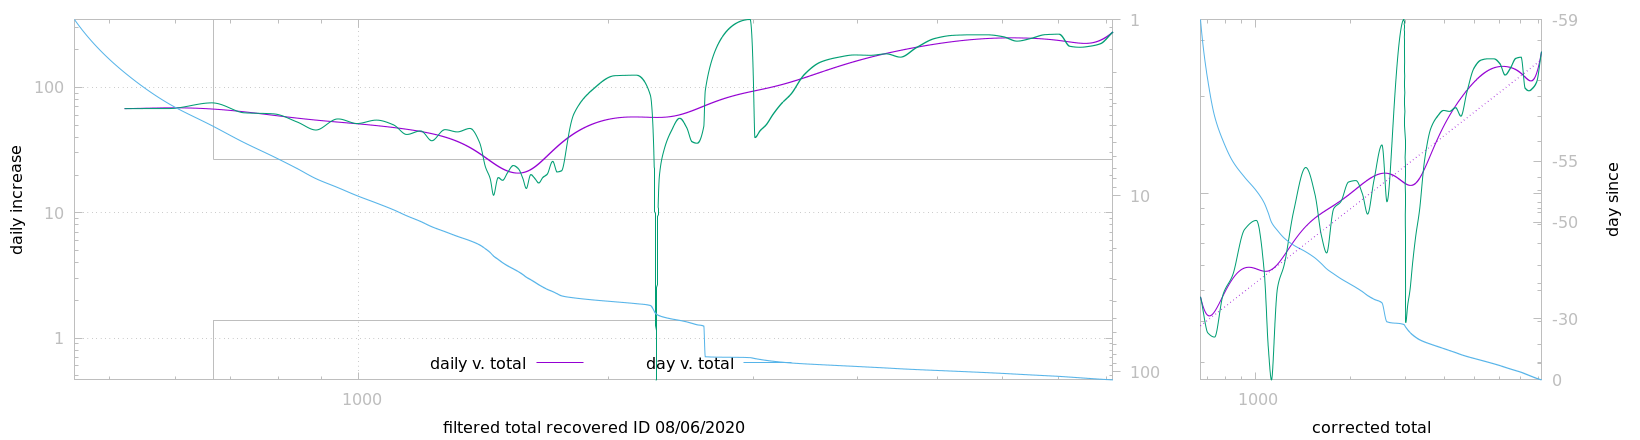 1
-59
100
10
-55
10
-50
-30
1
100
0
daily increase
day since
daily v. total
day v. total
1000
1000
filtered total recovered ID 08/06/2020
corrected total